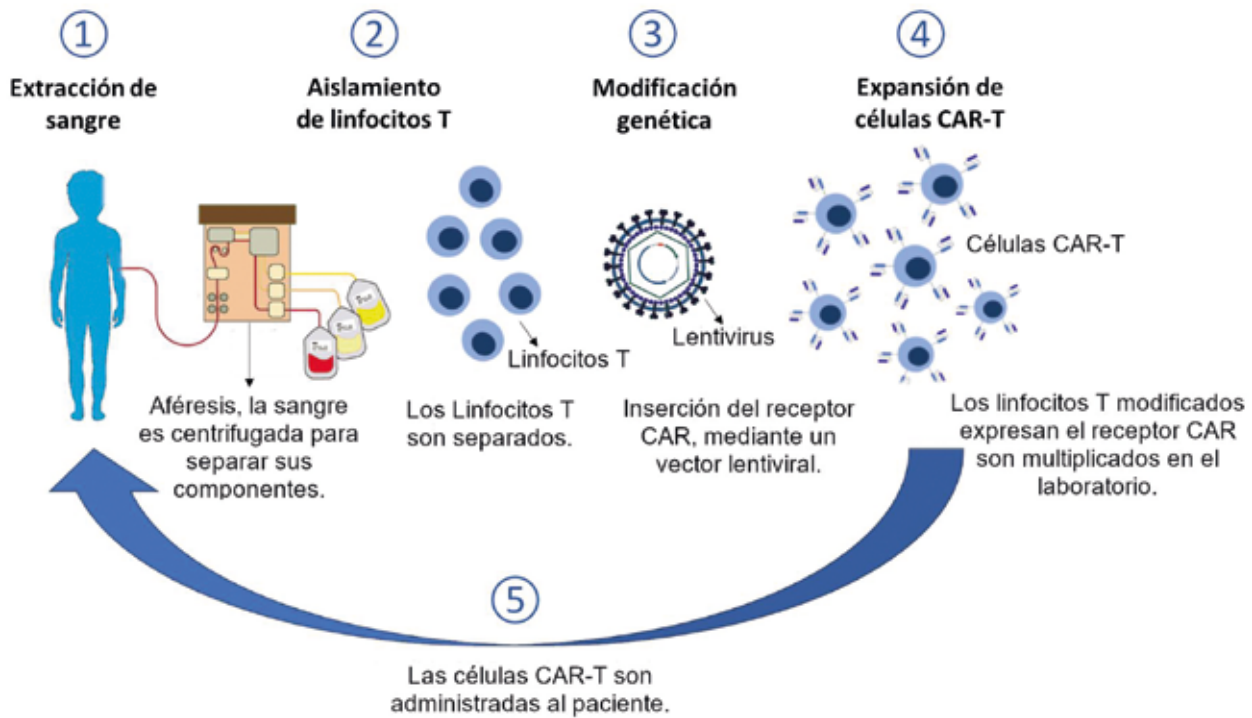 1
Extracción de
sangre
Aféresis, la sangre
es centrifugada para
separar sus
componentes.
2
Aislamiento
de linfocitos T
Linfocitos T
Los Linfocitos T
son separados.
3
Modificación
genética
Lentivirus
Inserción del receptor
CAR, mediante un
vector lentiviral.
4
Expansión de
células CAR-T
Células CAR-T
Los linfocitos T modificados
expresan el receptor CAR
son multiplicados en el
laboratorio.
5
Las células CAR-T son
administradas al paciente.